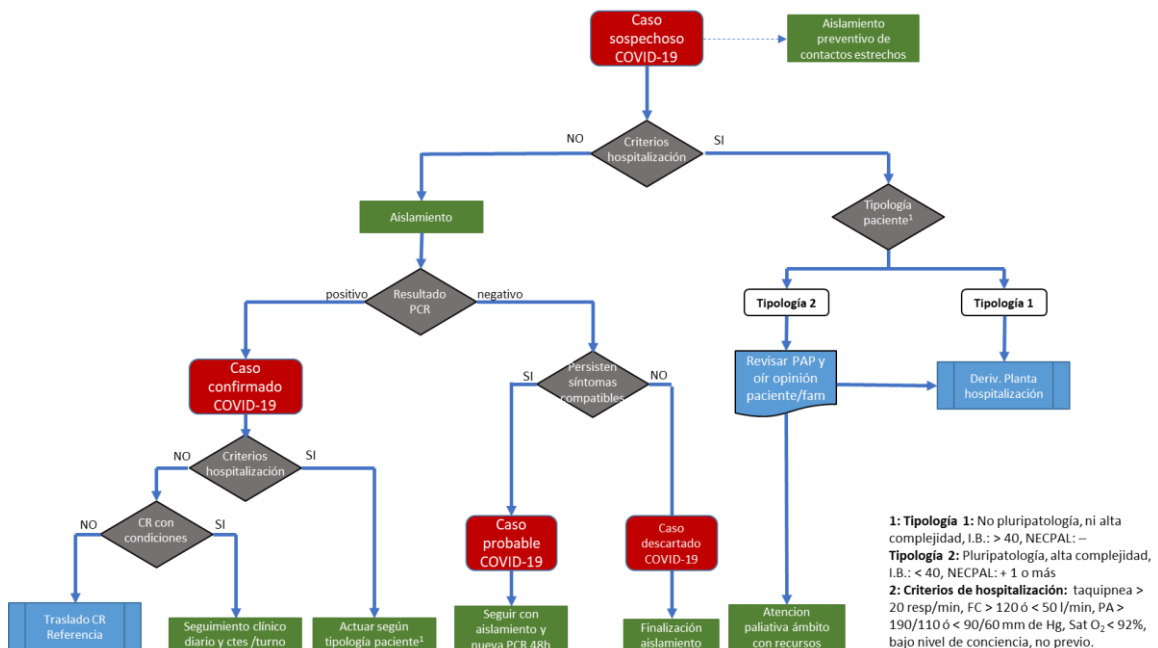 Caso
sospechoso
COVID-19
Aislamiento
preventivo de
contactos estrechos
NO
Criterios
hospitalización
SI
Aislamiento
Tipología
paciente1
positivo
Resultado
PCR
negativo
Tipología 2
Tipología 1
Caso
confirmado
COVID-19
SI
Persisten
síntomas
compatibles
NO
Revisar PAP y
oír opinión
paciente/fam
Deriv. Planta
hospitalización
NO
Criterios
hospitalización
SI
NO
CR con
condiciones
SI
Caso
probable
COVID-19
Caso
descartado
COVID-19
Traslado CR
Referencia
Seguimiento clínico
diario y ctes /turno
Actuar según
tipología paciente1
Seguir con
aislamiento y
nueva PCR 48h
Finalización
aislamiento
Atencion
paliativa ámbito
con recursos
1: Tipología 1: No pluripatología, ni alta
complejidad, I.B.: > 40, NECPAL: –
Tipología 2: Pluripatología, alta complejidad,
I.B.: < 40, NECPAL: + 1 o más
2: Criterios de hospitalización: taquipnea >
20 resp/min, FC > 120 ó < 50 l/min, PA >
190/110 ó < 90/60 mm de Hg, Sat O2 < 92%,
bajo nivel de conciencia, no previo.